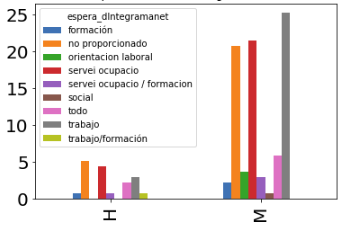 25
20
15
10
5
0
espera_dIntegramanet
formación
no proporcionado
orientacion laboral
servei ocupacio
servei ocupacio / formacion
social
todo
trabajo
trabajo/formación
H
M